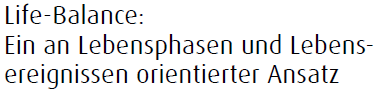 Life-Balance:
Ein an Lebensphasen und Lebens-
ereignissen orientierter Ansatz